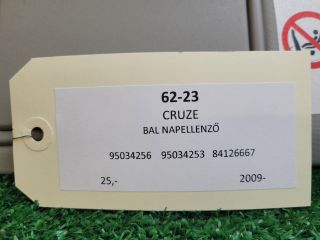 62-23
CRUZE
BAL NAPELLENZŐ
95034256 95034253 84126667
25,- 2009-